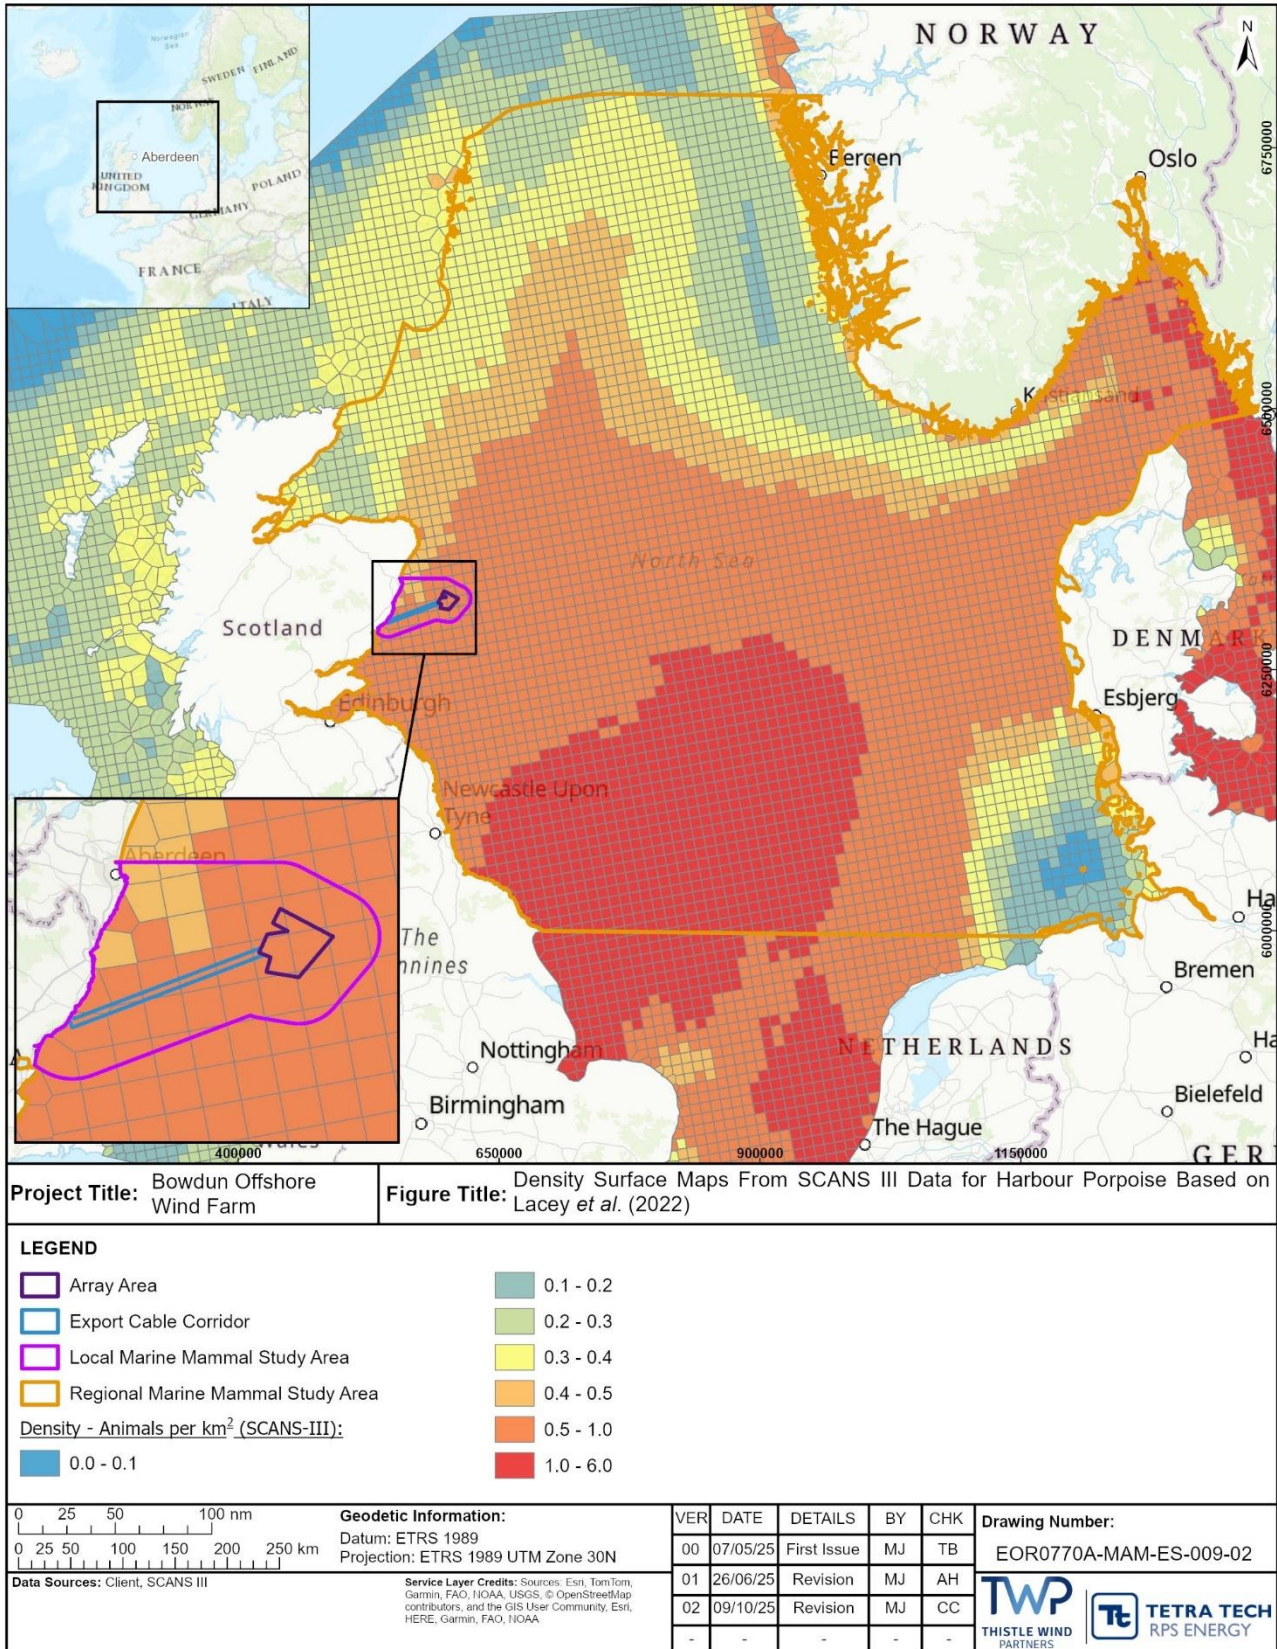 Norwegian
Sea
SWEDEN
FINLAND
NORWAY
Aberdeen
UNITED
KINGDOM
POLAND
GERMANY
FRANCE
ITALY
NORWAY
N
6750000
Bergen
Oslo
Kristiansand
6500000
North Sea
Scotland
DENMARK
6250000
Edinburgh
Esbjerg
Newcastle Upon
Tyne
Aberdeen
Ha
6000000
The
nnines
Bremen
Nottingham
NETHERLANDS
Ha
Birmingham
Bielefeld
The Hague
Wales
GER
400000 650000 900000 1150000
Project Title: Bowdun Offshore
Wind Farm
Figure Title: Density Surface Maps From SCANS III Data for Harbour Porpoise Based on
Lacey et al. (2022)
LEGEND
Array Area
Export Cable Corridor
Local Marine Mammal Study Area
Regional Marine Mammal Study Area
Density - Animals per km² (SCANS-III):
0.0 - 0.1
0.1 - 0.2
0.2 - 0.3
0.3 - 0.4
0.4 - 0.5
0.5 - 1.0
1.0 - 6.0
0 25 50 100 nm
0 25 50 100 150 200 250 km
Geodetic Information:
Datum: ETRS 1989
Projection: ETRS 1989 UTM Zone 30N
Data Sources: Client, SCANS III
Service Layer Credits: Sources: Esri, TomTom,
Garmin, FAO, NOAA, USGS, © OpenStreetMap
contributors, and the GIS User Community, Esri,
HERE, Garmin, FAO, NOAA
VER DATE DETAILS BY CHK
00 07/05/25 First Issue MJ TB
01 26/06/25 Revision MJ AH
02 09/10/25 Revision MJ CC
- - - - -
Drawing Number:
EOR0770A-MAM-ES-009-02
TWP
THISTLE WIND
PARTNERS
Tt
TETRA TECH
RPS ENERGY